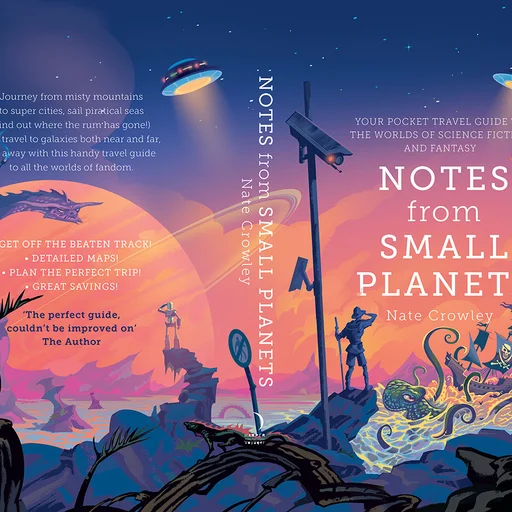 Journey from misty mountains
to super cities, sail piratical seas
ind out where the rum has gone!)
travel to galaxies both near and far,
away with this handy travel guide
to all the worlds of fandom.
GET OFF THE BEATEN TRACK!
• DETAILED MAPS!
• PLAN THE PERFECT TRIP!
• GREAT SAVINGS!
'The perfect guide,
couldn't be improved on'
The Author
NOTES from SMALL PLANETS
Nate Crowley
YOUR POCKET TRAVEL GUIDE T
THE WORLDS OF SCIENCE FICTI
AND FANTASY
NOTES
from
SMALL
PLANET
Nate Crowley